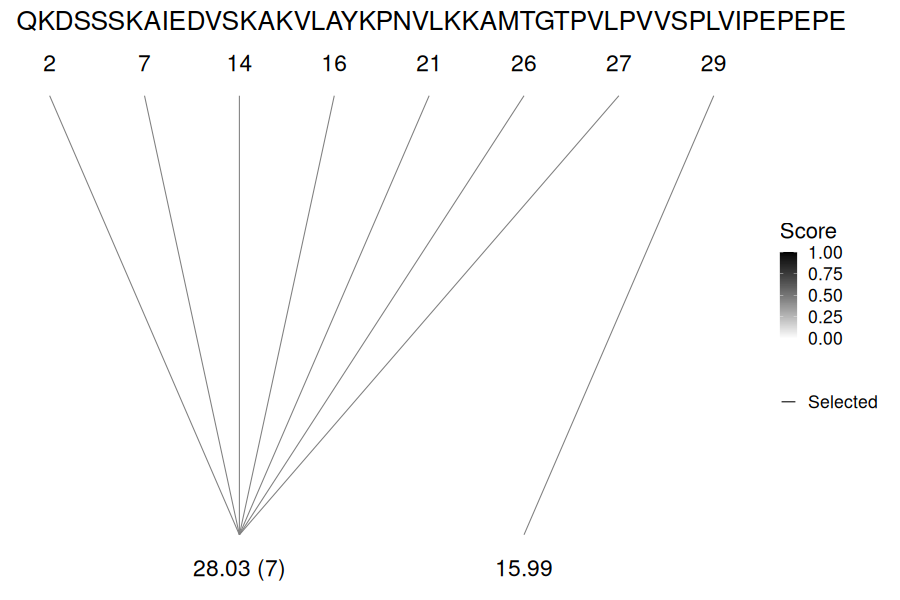 QKDSSSKAIEDVSKAKVLAYKPNVLKKAMTGTPVLPVVSPLVIPEPEPE
2 7 14 16 21 26 27 29
Score
1.00
0.75
0.50
0.25
0.00
Selected
28.03 (7) 15.99